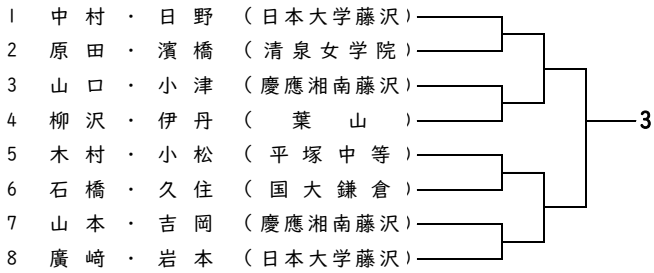 1 中村・日野 (日本大学藤沢)
2 原田・濱橋 (清泉女学院)
3 山口・小津 (慶應湘南藤沢)
4 柳沢・伊丹 (葉山)
5 木村・小松 (平塚中等)
6 石橋・久住 (国大鎌倉)
7 山本・吉岡 (慶應湘南藤沢)
8 廣﨑・岩本 (日本大学藤沢)
3